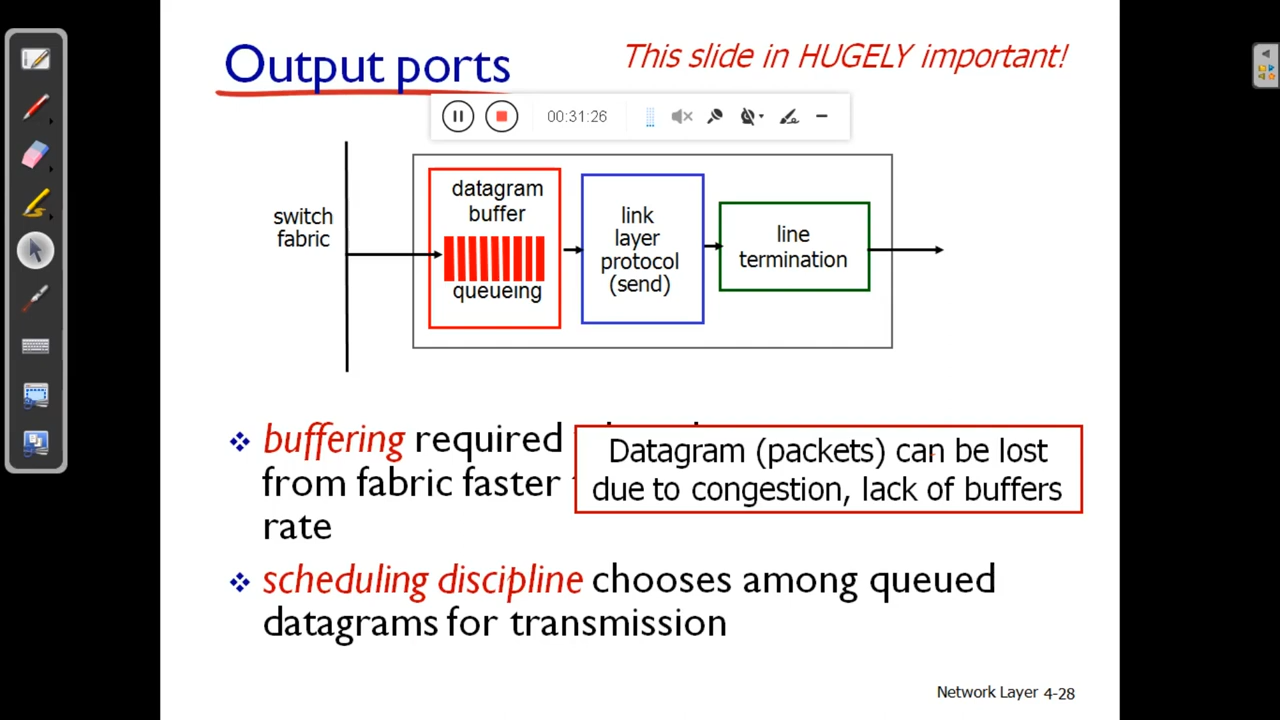 Output ports
This slide in HUGELY important!
00:31:26
switch
fabric
datagram
buffer
queueing
link
layer
protocol
(send)
line
termination
buffering required
from fabric faster
rate
Datagram (packets) can be lost
due to congestion, lack of buffers
scheduling discipline chooses among queued
datagrams for transmission
Network Layer 4-28